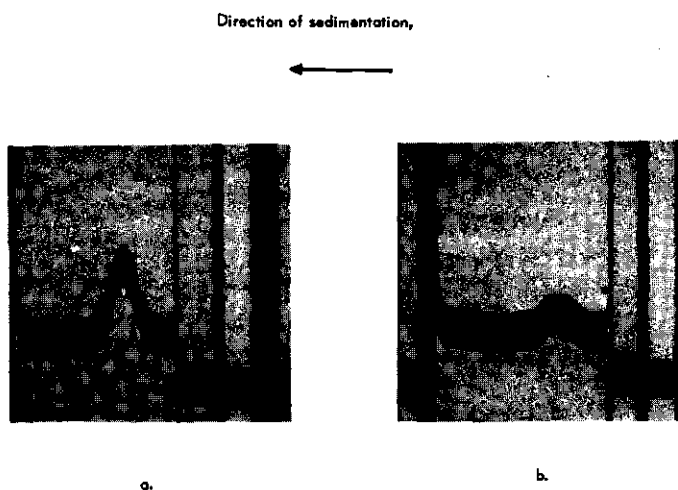 Direction of sedimentation,
a.
b.